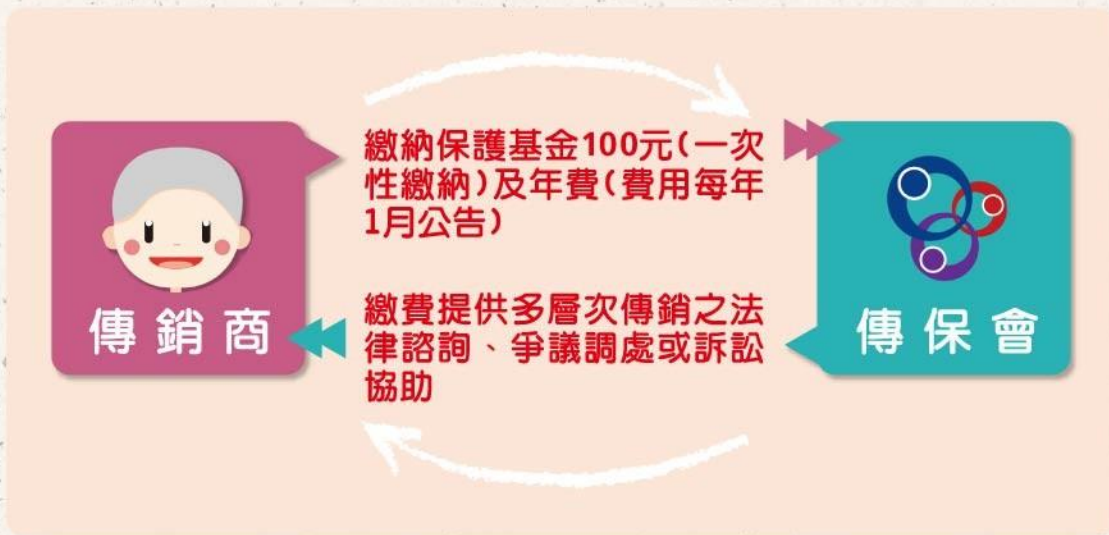 繳納保護基金100元(一次
性繳納)及年費(費用每年
1月公告)
傳銷商
傳保會
繳費提供多層次傳銷之法
律諮詢、爭議調處或訴訟
協助